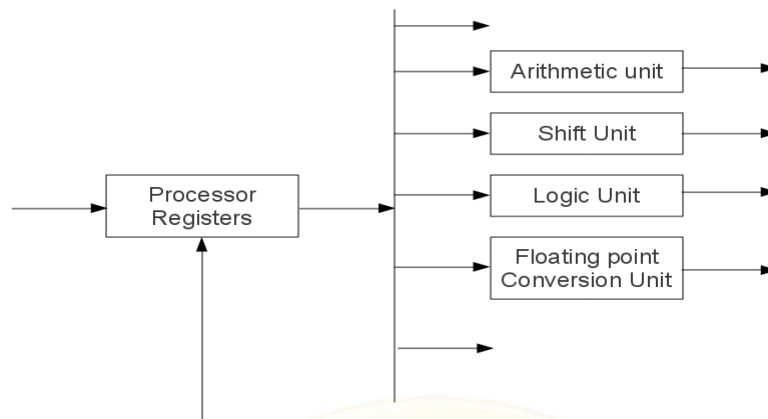 Arithmetic unit
Shift Unit
Processor
Registers
Logic Unit
Floating point
Conversion Unit